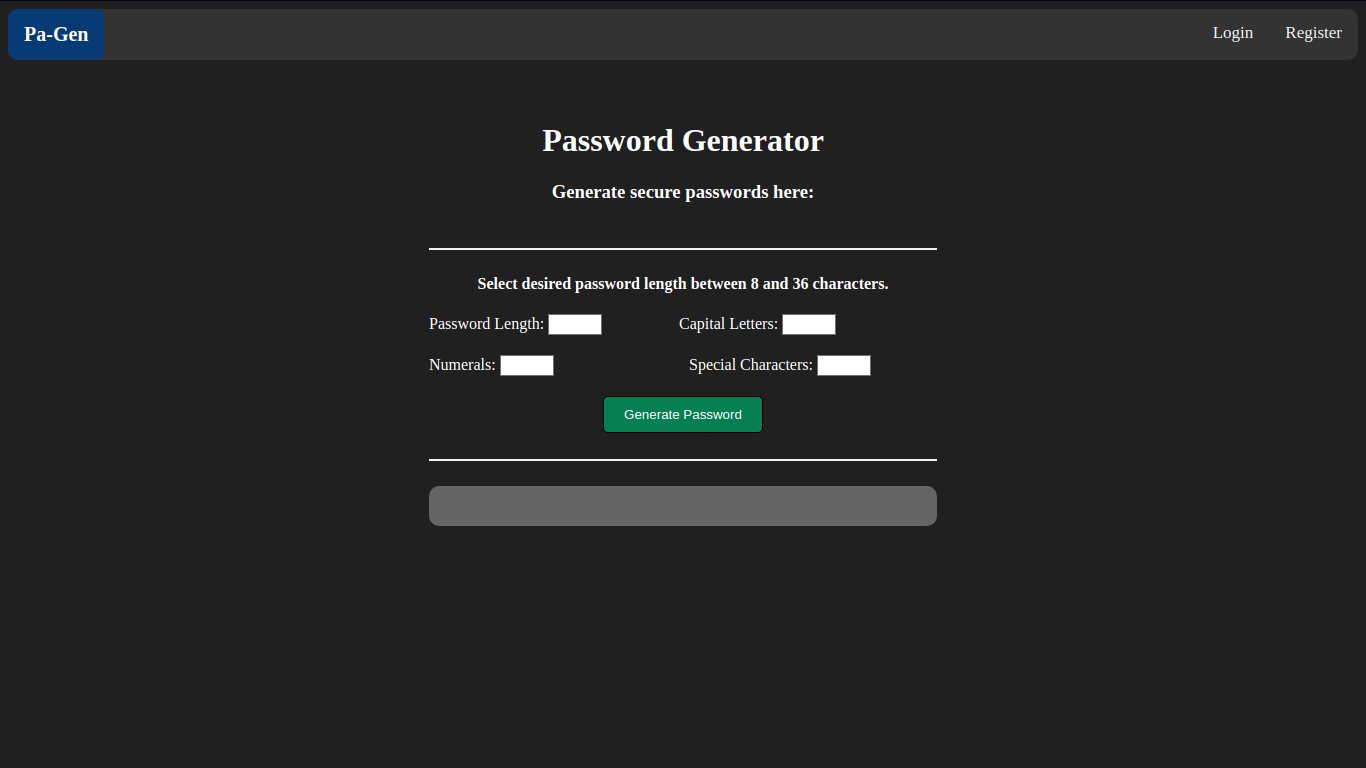 Pa-Gen Login Register
Password Generator
Generate secure passwords here:
Select desired password length between 8 and 36 characters.
Password Length: Capital Letters:
Numerals: Special Characters:
Generate Password